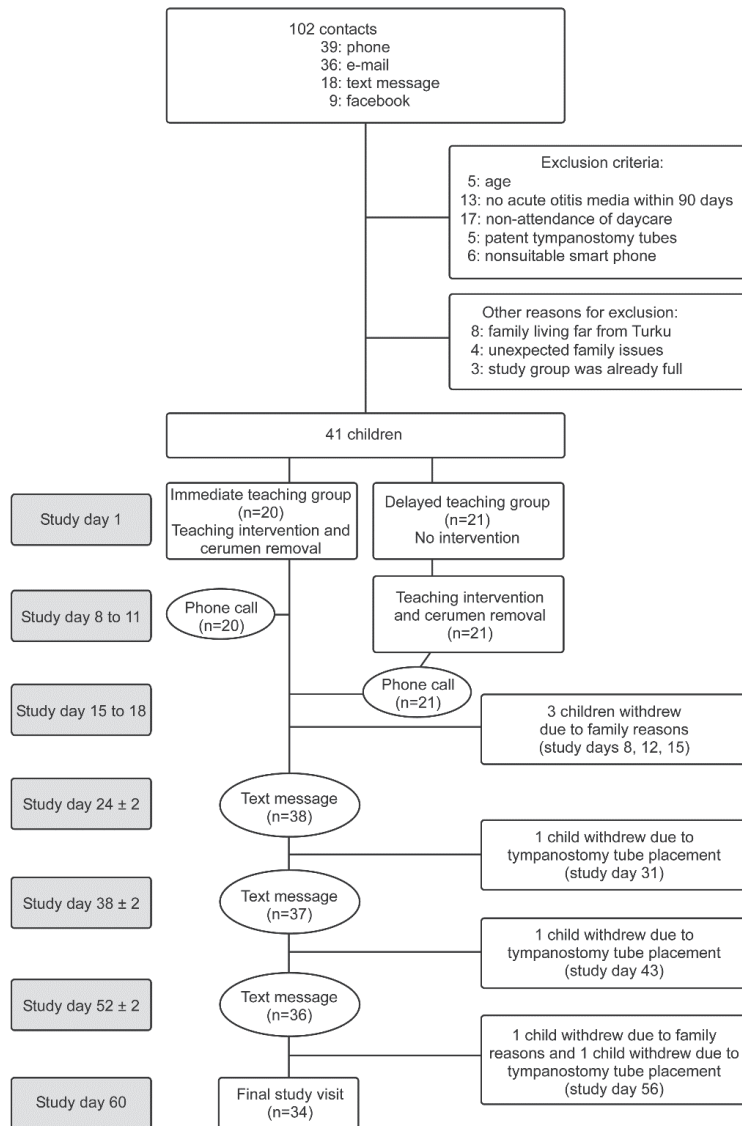 102 contacts
39: phone
36: e-mail
18: text message
9: facebook
Exclusion criteria:
5: age
13: no acute otitis media within 90 days
17: non-attendance of daycare
5: patent tympanostomy tubes
6: nonsuitable smart phone
Other reasons for exclusion:
8: family living far from Turku
4: unexpected family issues
3: study group was already full
41 children
Study day 1
Immediate teaching group
(n=20)
Teaching intervention and
cerumen removal
Delayed teaching group
(n=21)
No intervention
Study day 8 to 11
Phone call
(n=20)
Teaching intervention
and cerumen removal
(n=21)
Study day 15 to 18
Phone call
(n=21)
3 children withdrew
due to family reasons
(study days 8, 12, 15)
Study day 24 ± 2
Text message
(n=38)
1 child withdrew due to
tympanostomy tube placement
(study day 31)
Study day 38 ± 2
Text message
(n=37)
1 child withdrew due to
tympanostomy tube placement
(study day 43)
Study day 52 ± 2
Text message
(n=36)
1 child withdrew due to family
reasons and 1 child withdrew due to
tympanostomy tube placement
(study day 56)
Study day 60
Final study visit
(n=34)